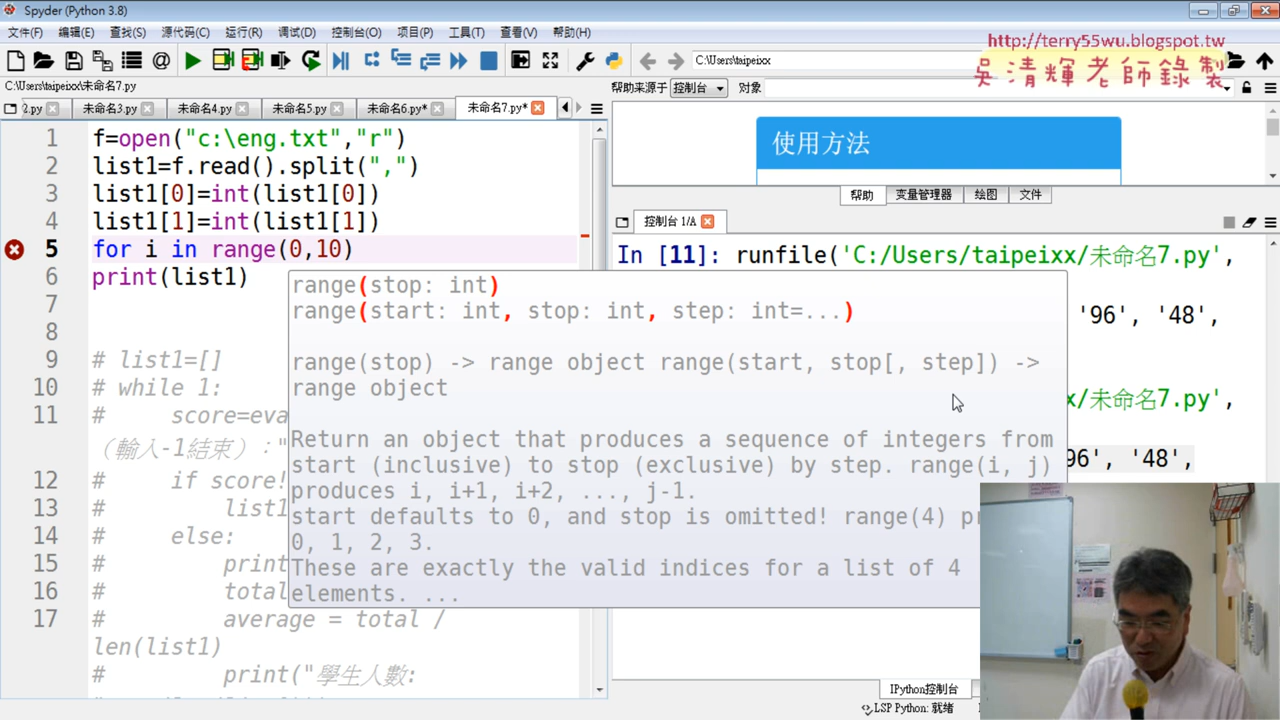 Spyder (Python 3.8)
文件(F) 编辑(E) 查找(S) 源代码(C) 运行(R) 调试(D) 控制台(O) 项目(P) 工具(T) 查看(V) 帮助(H)
http://terry55wu.blogspot.tw
吳清輝老師錄製
C:\Users\taipeixx
C:\Users\taipeixx\未命名7.py
帮助来源于 控制台 对象
2.py 未命名3.py 未命名4.py 未命名5.py 未命名6.py* 未命名7.py*
使用方法
帮助 变量管理器 绘图 文件
控制台 1/A
1 f=open("c:\eng.txt","r")
2 list1=f.read().split(",")
3 list1[0]=int(list1[0])
4 list1[1]=int(list1[1])
5 for i in range(0,10)
6 print(list1)
7
8
9 # list1=[]
10 # while 1:
11 # score=eva
（輸入-1結束）："
12 # if score!
13 # list1
14 # else:
15 # print
16 # total
17 # average = total /
len(list1)
# print("學生人數:
range(stop: int)
range(start: int, stop: int, step: int=...)
range(stop) -> range object range(start, stop[, step]) ->
range object
Return an object that produces a sequence of integers from
start (inclusive) to stop (exclusive) by step. range(i, j)
produces i, i+1, i+2, ..., j-1.
start defaults to 0, and stop is omitted! range(4) p
0, 1, 2, 3.
These are exactly the valid indices for a list of 4
elements. ...
In [11]: runfile('C:/Users/taipeixx/未命名7.py',
'96', '48',
x/未命名7.py',
96', '48',
IPython控制台
LSP Python: 就绪